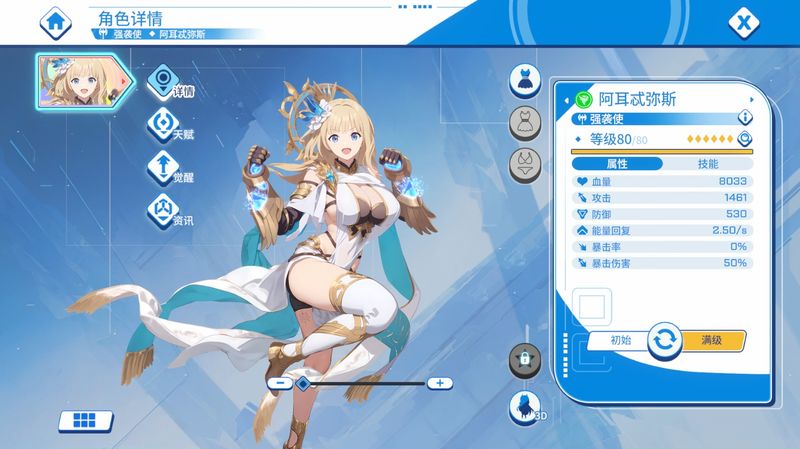 角色详情
强袭使 ◆ 阿耳忒弥斯
X
详情
天赋
觉醒
资讯
阿耳忒弥斯
强袭使
等级80/80
属性 技能
血量 8033
攻击 1461
防御 530
能量回复 2.50/s
暴击率 0%
暴击伤害 50%
初始 满级
3D